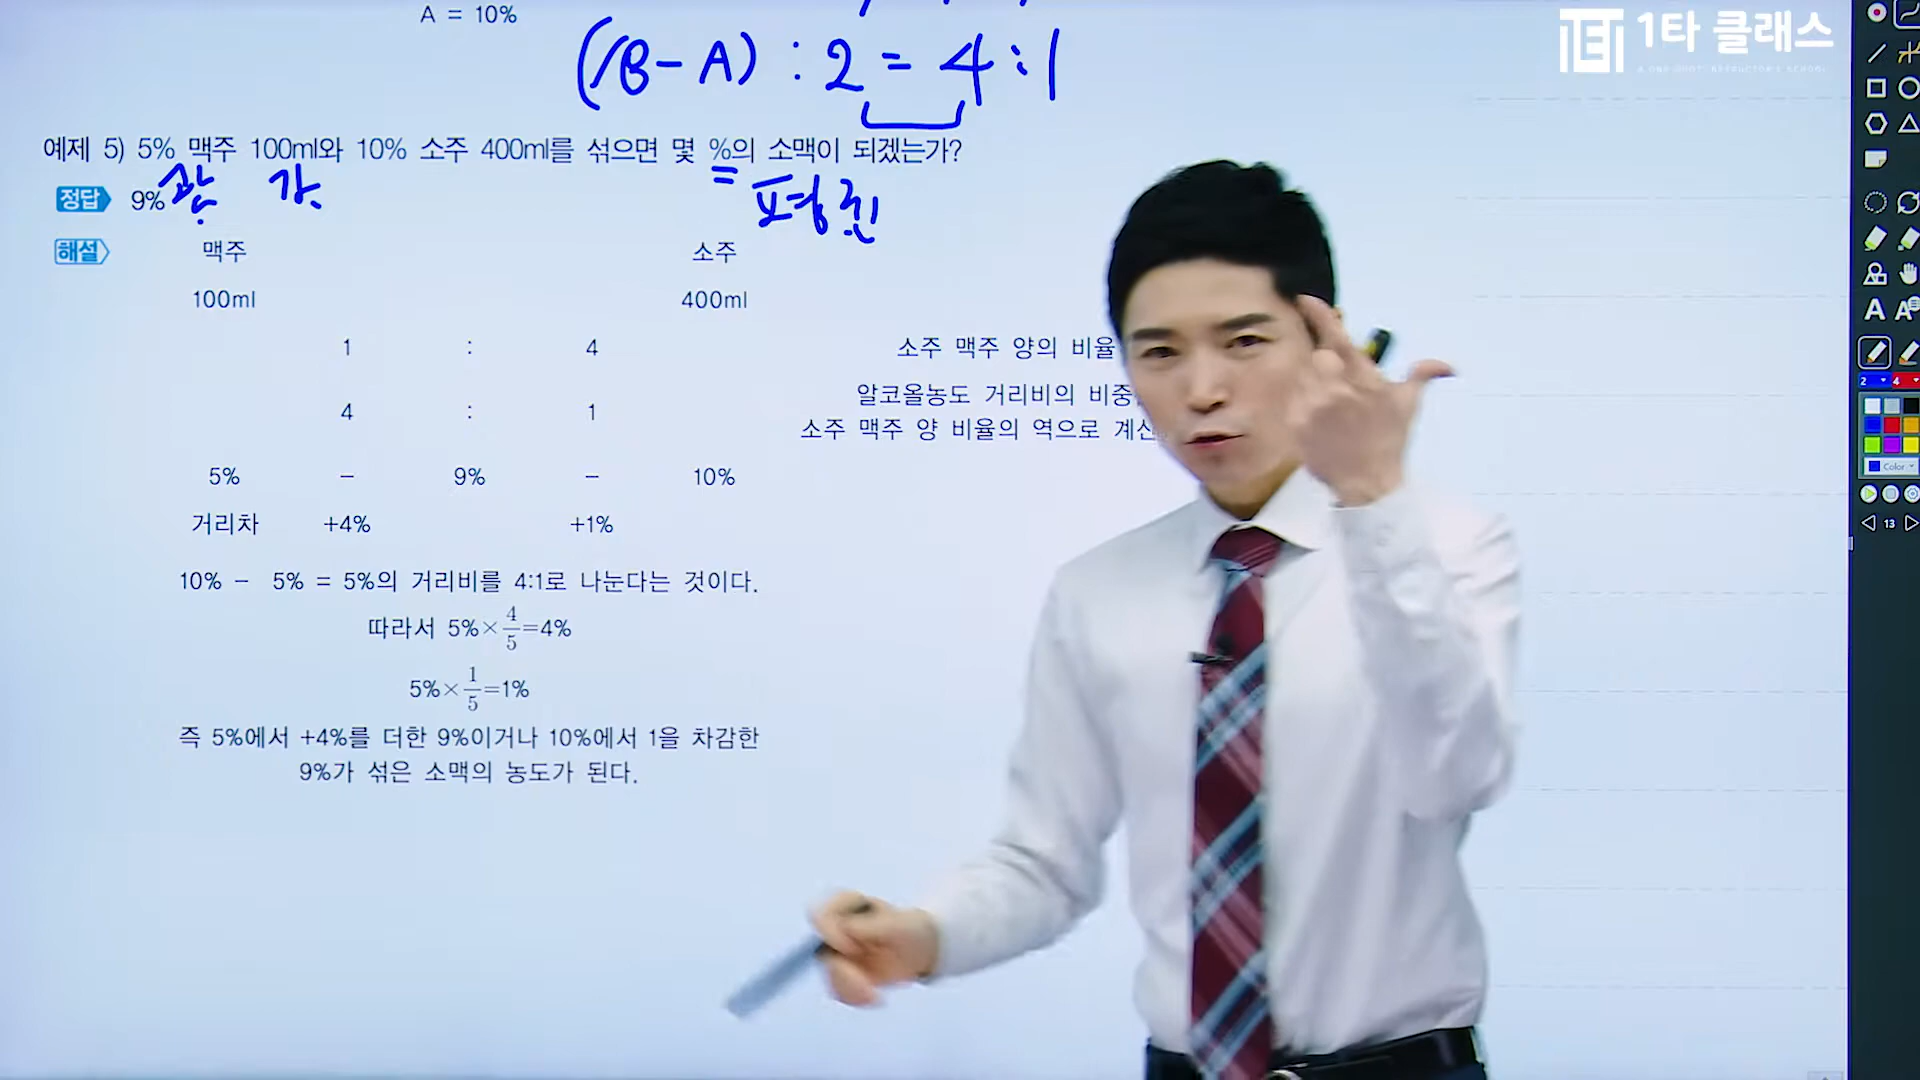 A = 10%
(B-A) : 2 = 4 : 1
1타 클래스
예제 5) 5% 맥주 100ml와 10% 소주 400ml를 섞으면 몇 %의 소맥이 되겠는가?
정답 9%
해설 맥주 소주
100ml 400ml
1 : 4 소주 맥주 양의 비율
4 : 1 알코올농도 거리비의 비중
소주 맥주 양 비율의 역으로 계산
5% - 9% - 10%
거리차 +4% +1%
10% - 5% = 5%의 거리비를 4:1로 나눈다는 것이다.
따라서 5%×4/5=4%
5%×1/5=1%
즉 5%에서 +4%를 더한 9%이거나 10%에서 1을 차감한
9%가 섞은 소맥의 농도가 된다.
2 4
Color
13